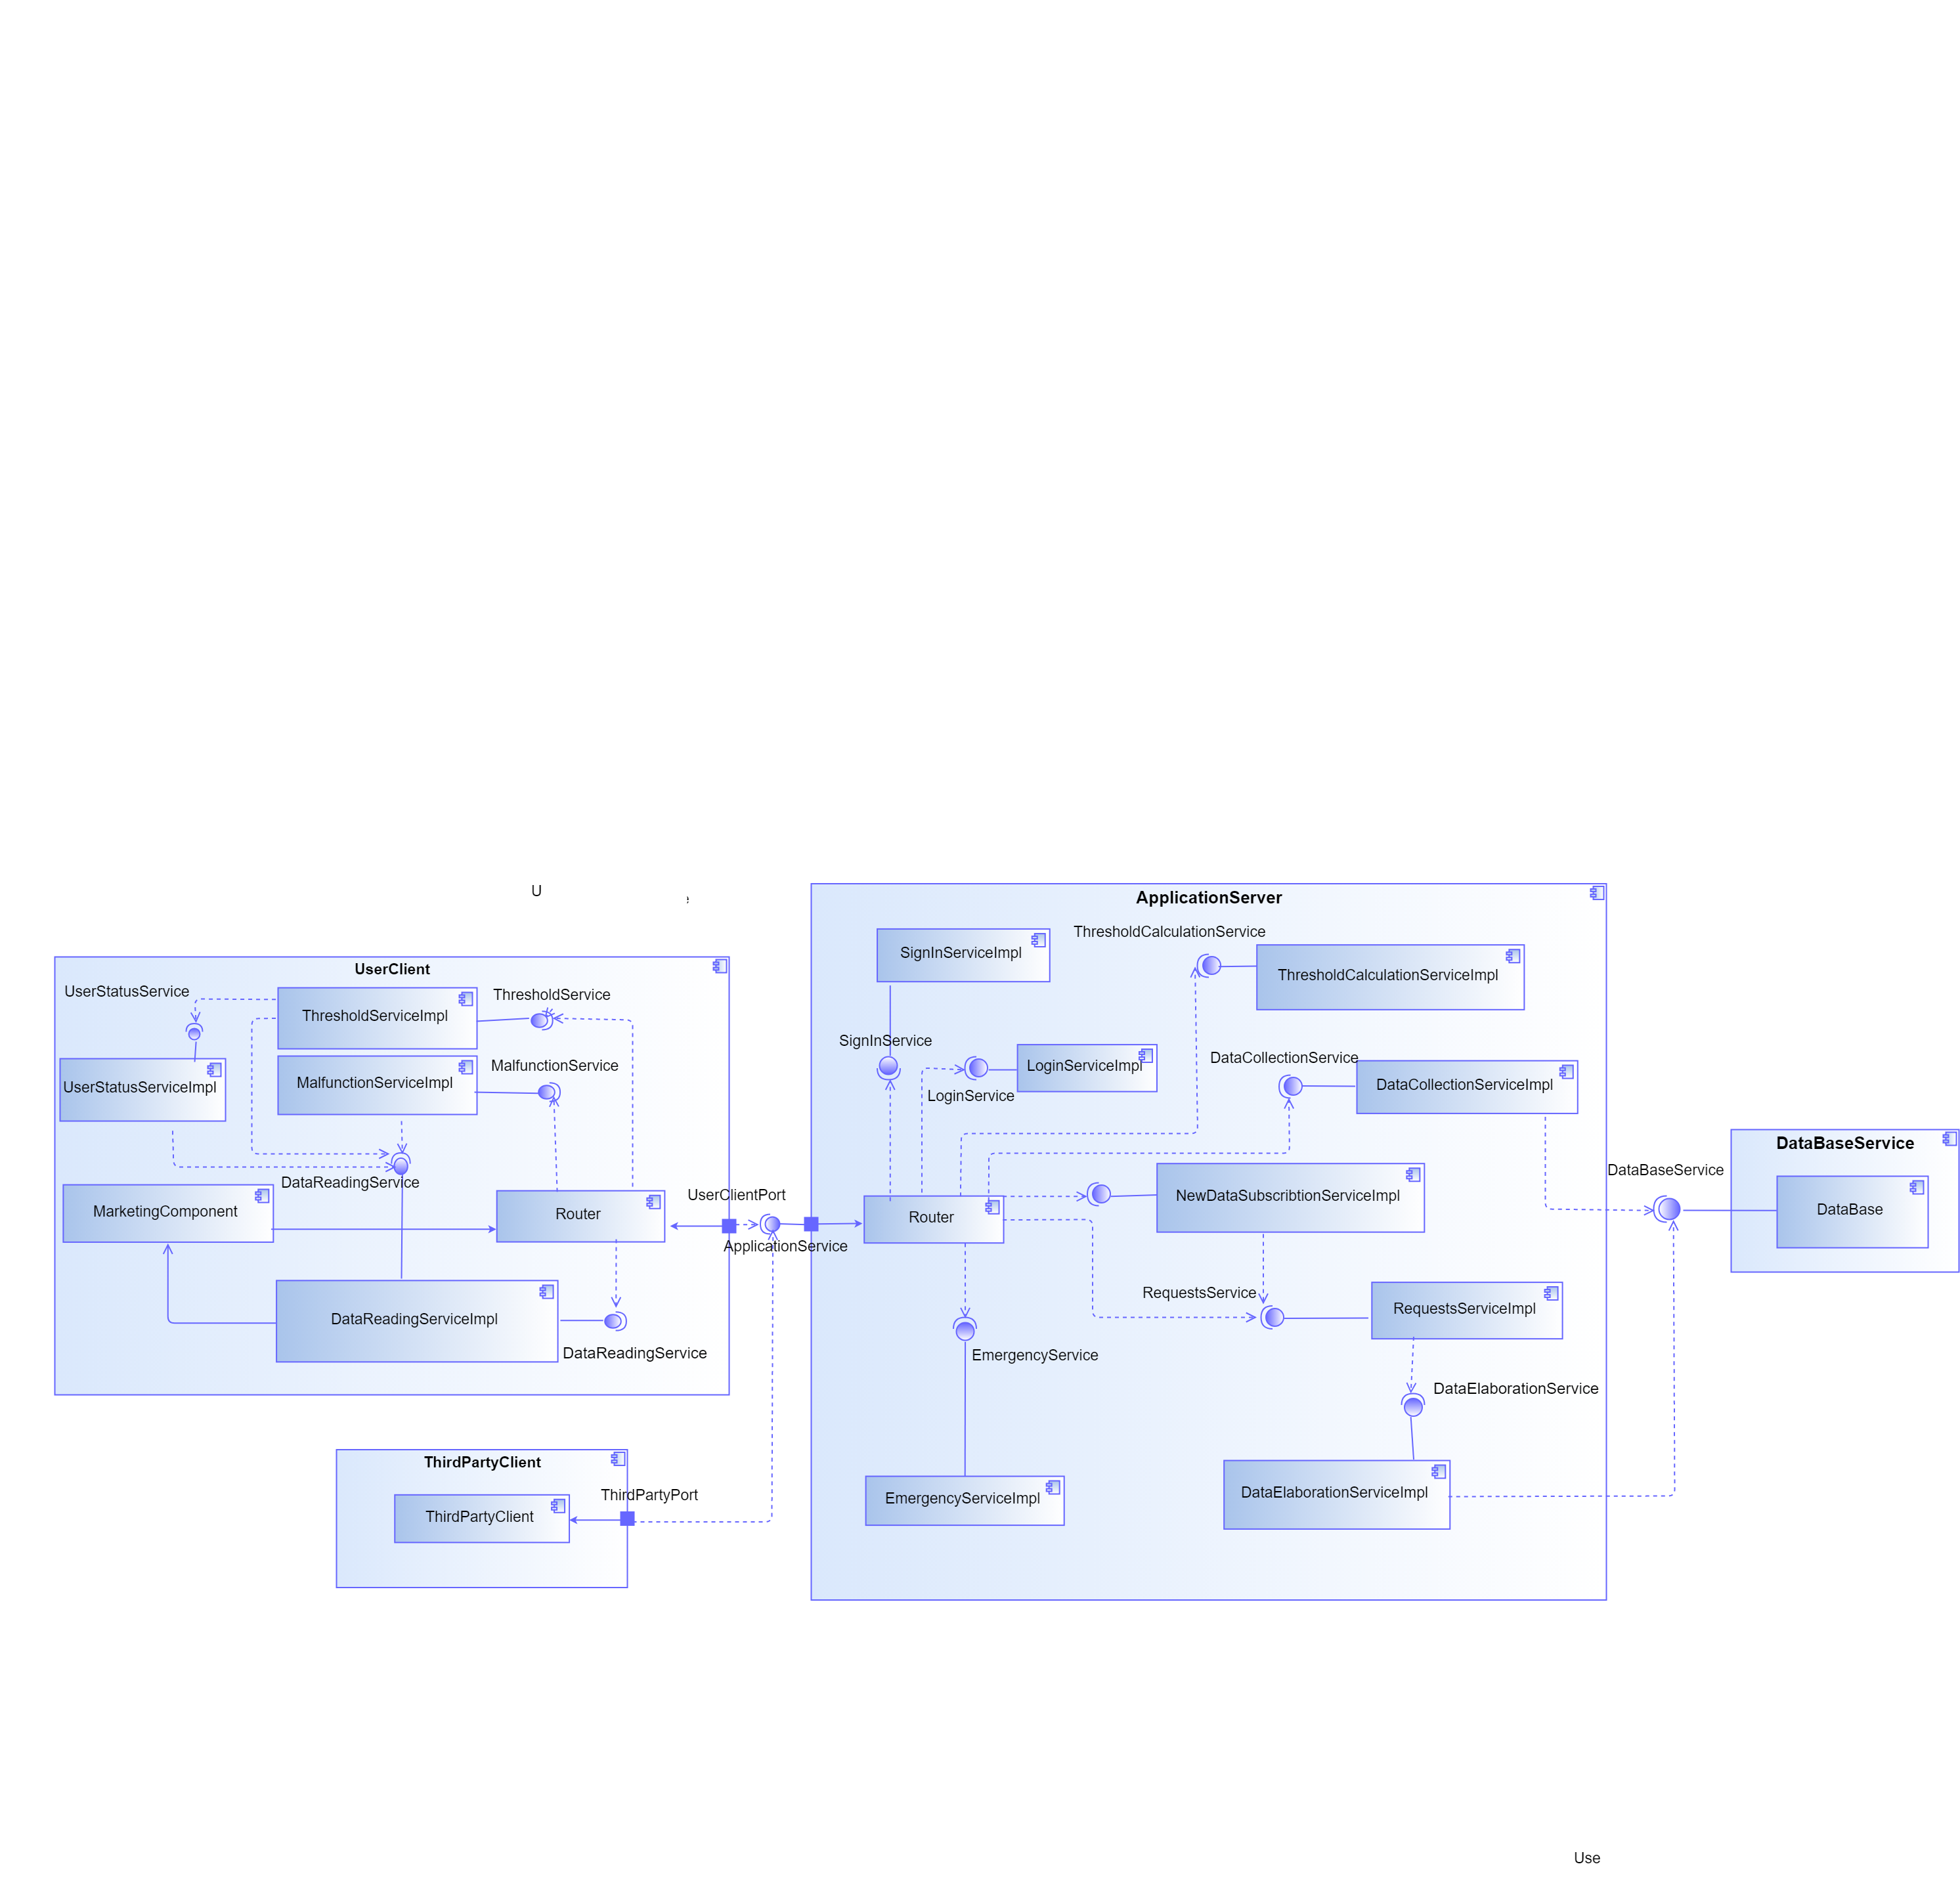 U
e
ApplicationServer
ThresholdCalculationService
SignInServiceImpl
ThresholdCalculationServiceImpl
UserClient
UserStatusService
ThresholdService
ThresholdServiceImpl
SignInService
DataCollectionService
MalfunctionService
LoginServiceImpl
MalfunctionServiceImpl
DataCollectionServiceImpl
UserStatusServiceImpl
LoginService
DataBaseService
DataBaseService
DataReadingService
UserClientPort
NewDataSubscribtionServiceImpl
MarketingComponent
Router
Router
DataBase
ApplicationService
RequestsService
RequestsServiceImpl
DataReadingServiceImpl
DataReadingService
EmergencyService
DataElaborationService
ThirdPartyClient
ThirdPartyPort
DataElaborationServiceImpl
EmergencyServiceImpl
ThirdPartyClient
Use